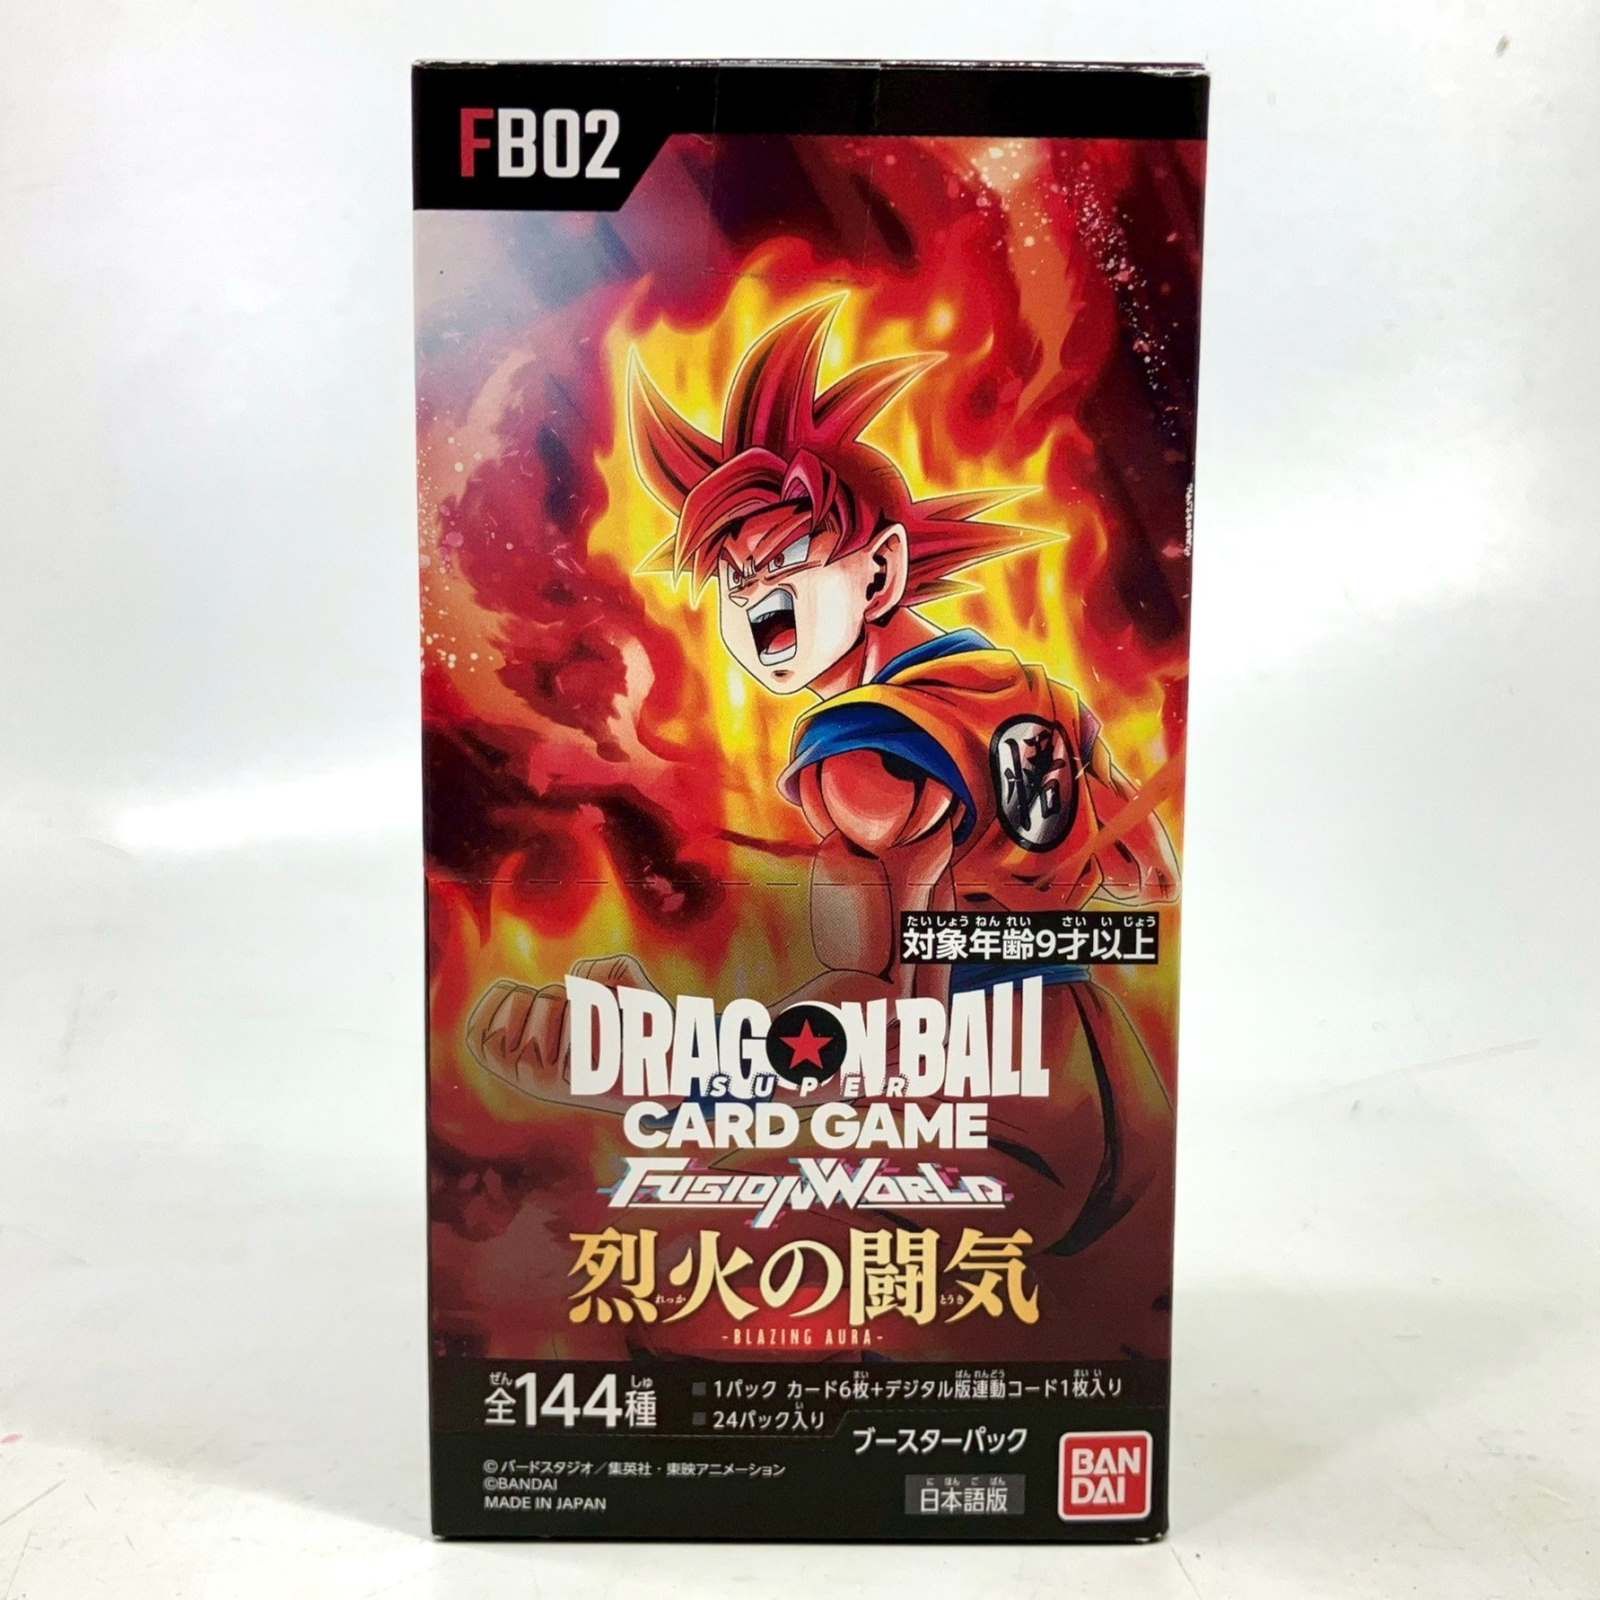 FB02
悟
たいしょうねんれい さいいじょう
対象年齢9才以上
DRAGON BALL
SUPER
CARD GAME
FUSION WORLD
烈火の闘気
れっか とうき
-BLAZING AURA-
ぜん しゅ
全144種
まい ばんれんどう まいい
■1パック カード6枚+デジタル版連動コード1枚入り
い
■24パック入り
ブースターパック
©バードスタジオ/集英社・東映アニメーション
©BANDAI
MADE IN JAPAN
にほんごばん
日本語版
BAN
DAI